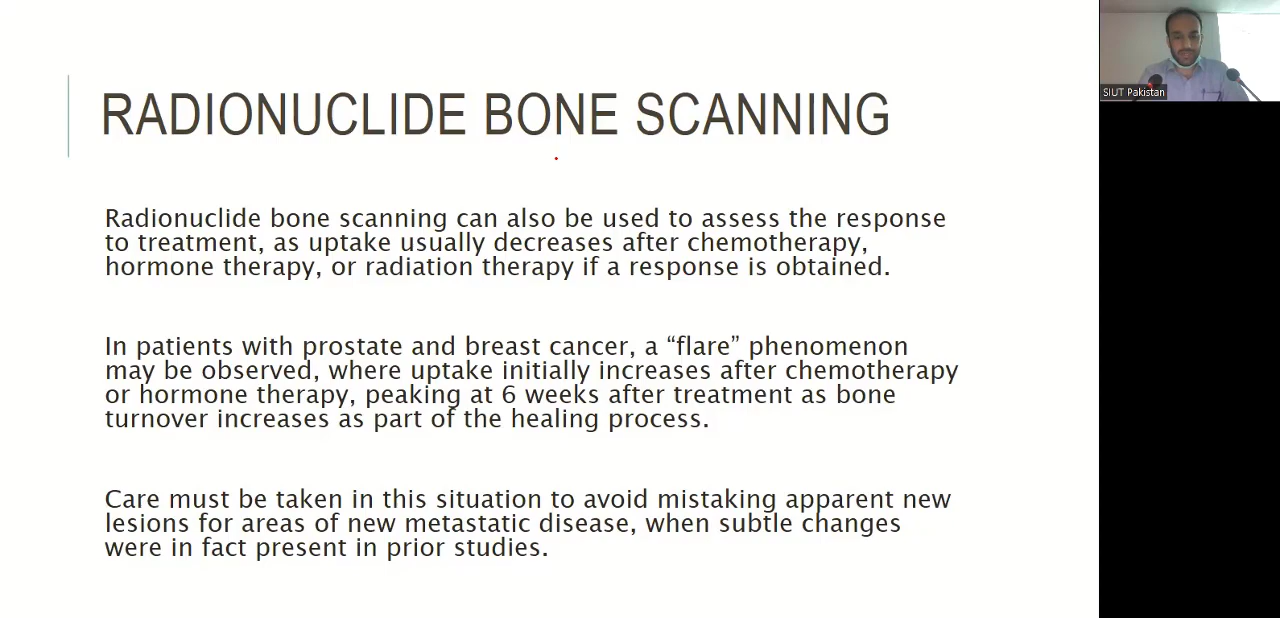 RADIONUCLIDE BONE SCANNING
SIUT Pakistan
Radionuclide bone scanning can also be used to assess the response
to treatment, as uptake usually decreases after chemotherapy,
hormone therapy, or radiation therapy if a response is obtained.
In patients with prostate and breast cancer, a “flare” phenomenon
may be observed, where uptake initially increases after chemotherapy
or hormone therapy, peaking at 6 weeks after treatment as bone
turnover increases as part of the healing process.
Care must be taken in this situation to avoid mistaking apparent new
lesions for areas of new metastatic disease, when subtle changes
were in fact present in prior studies.